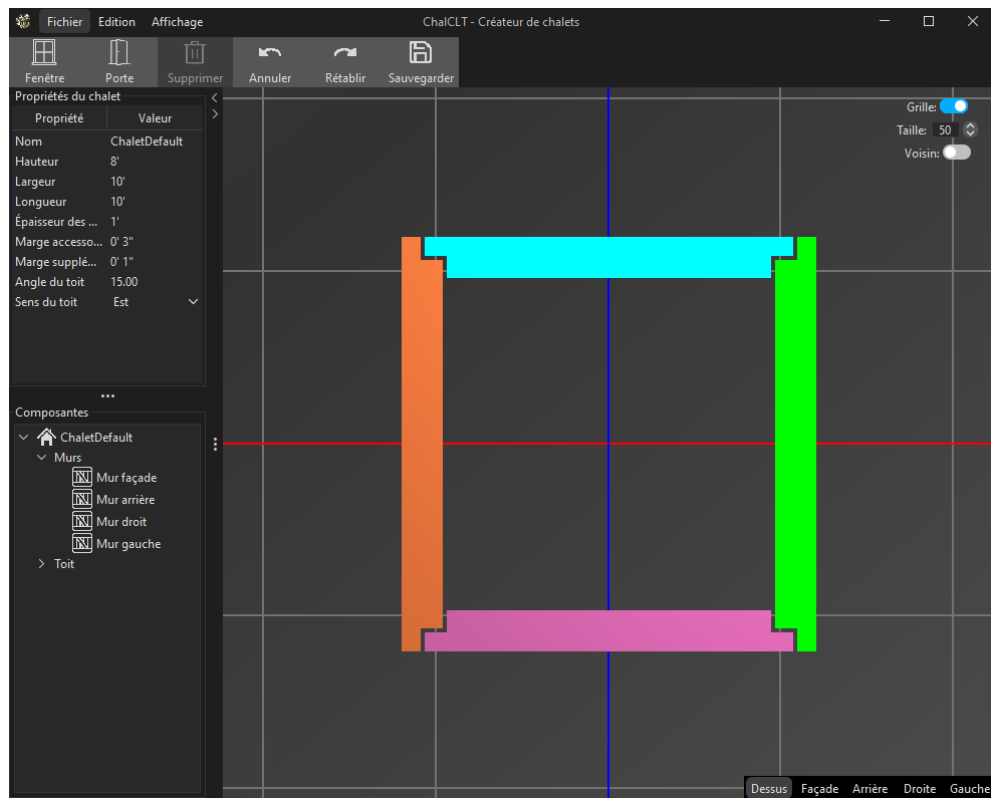 Fichier Edition Affichage ChalCLT - Créateur de chalets
Fenêtre Porte Supprimer Annuler Rétablir Sauvegarder
Propriétés du chalet
Propriété Valeur
Nom ChaletDefault
Hauteur 8'
Largeur 10'
Longueur 10'
Épaisseur des ... 1'
Marge accesso... 0' 3"
Marge supplé... 0' 1"
Angle du toit 15.00
Sens du toit Est
Grille:
Taille: 50
Voisin:
Composantes
ChaletDefault
Murs
Mur façade
Mur arrière
Mur droit
Mur gauche
Toit
Dessus Façade Arrière Droite Gauche